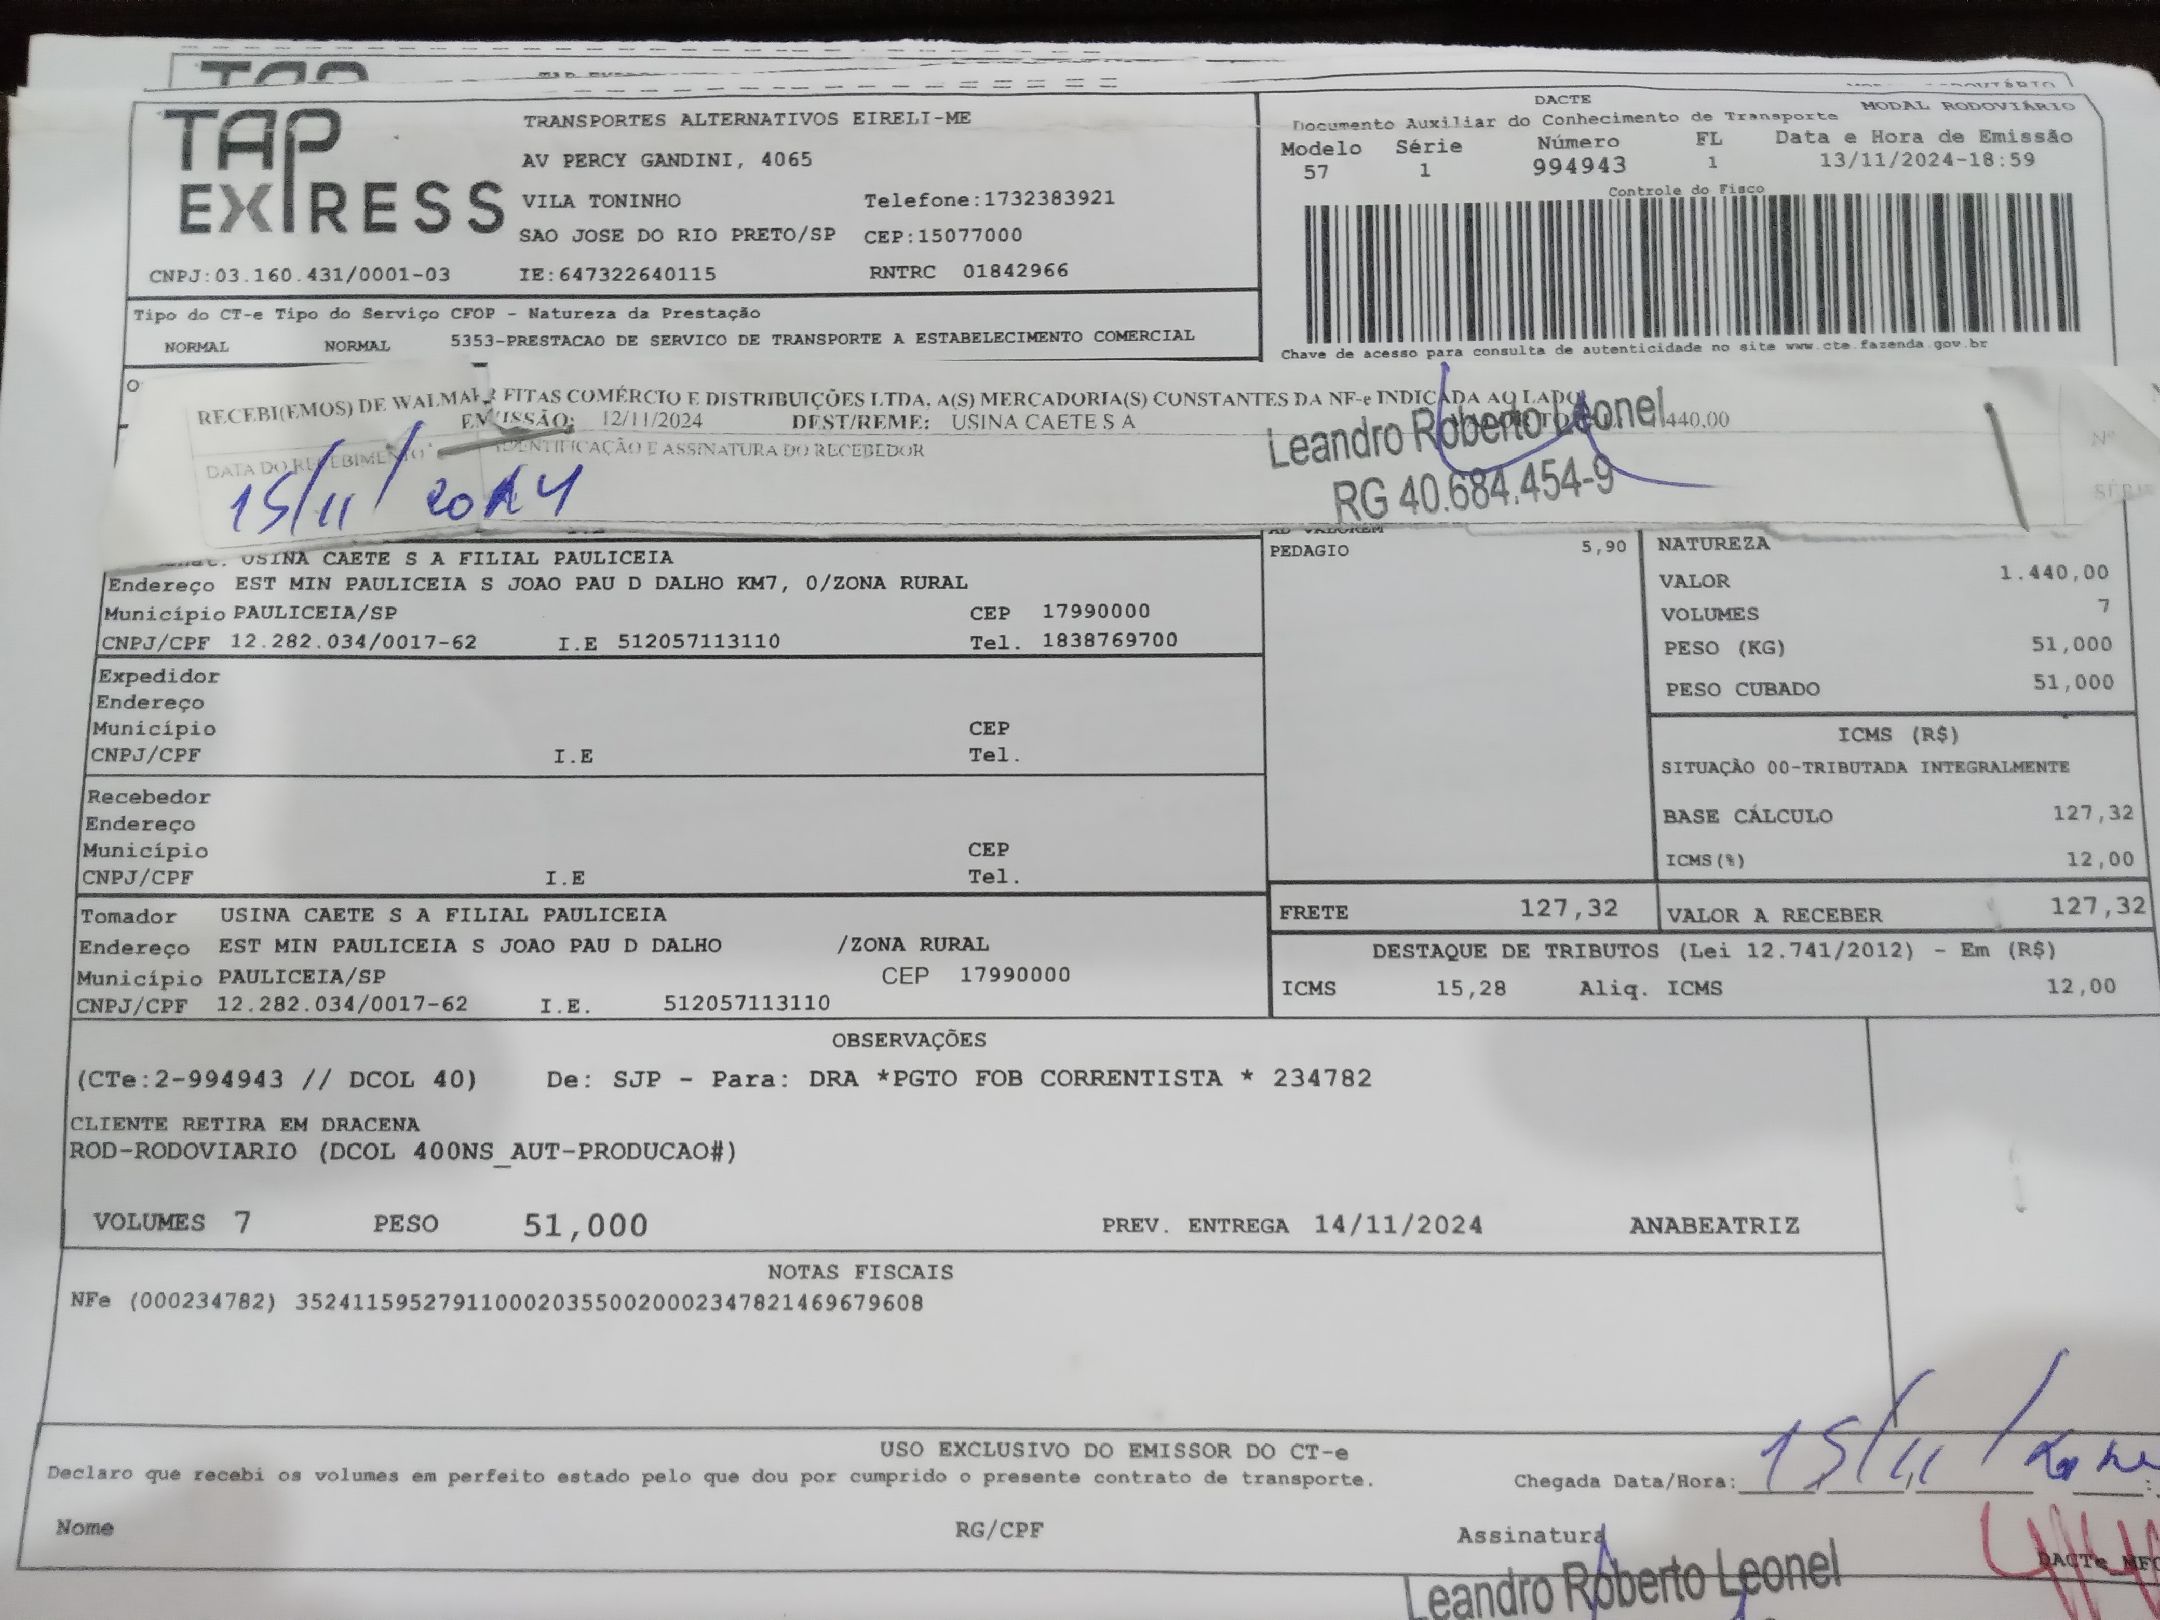 TAP
EXPRESS
TRANSPORTES ALTERNATIVOS EIRELI-ME
AV PERCY GANDINI, 4065
VILA TONINHO Telefone:1732383921
SAO JOSE DO RIO PRETO/SP CEP:15077000
CNPJ:03.160.431/0001-03 IE:647322640115 RNTRC 01842966
DACTE MODAL RODOVIÁRIO
Documento Auxiliar do Conhecimento de Transporte
Modelo Série Número FL Data e Hora de Emissão
57 1 994943 1 13/11/2024-18:59
Controle do Fisco
Chave de acesso para consulta de autenticidade no site www.cte.fazenda.gov.br
Tipo do CT-e Tipo do Serviço CFOP - Natureza da Prestação
NORMAL NORMAL 5353-PRESTACAO DE SERVICO DE TRANSPORTE A ESTABELECIMENTO COMERCIAL
RECEBI(EMOS) DE WALMAR FITAS COMÉRCIO E DISTRIBUIÇÕES LTDA, A(S) MERCADORIA(S) CONSTANTES DA NF-e INDICADA AO LADO
EMISSÃO: 12/11/2024 DEST/REME: USINA CAETE S A 440,00
DATA DO RECEBIMENTO IDENTIFICAÇÃO E ASSINATURA DO RECEBEDOR
15/11/2024
Leandro Roberto Leonel
RG 40.684.454-9
Nº
SÉRIE
USINA CAETE S A FILIAL PAULICEIA
Endereço EST MIN PAULICEIA S JOAO PAU D DALHO KM7, 0/ZONA RURAL
Município PAULICEIA/SP CEP 17990000
CNPJ/CPF 12.282.034/0017-62 I.E 512057113110 Tel. 1838769700
Expedidor
Endereço
Município CEP
CNPJ/CPF I.E Tel.
Recebedor
Endereço
Município CEP
CNPJ/CPF I.E Tel.
Tomador USINA CAETE S A FILIAL PAULICEIA
Endereço EST MIN PAULICEIA S JOAO PAU D DALHO /ZONA RURAL
Município PAULICEIA/SP CEP 17990000
CNPJ/CPF 12.282.034/0017-62 I.E. 512057113110
AD VALOREM
PEDAGIO 5,90
NATUREZA
VALOR 1.440,00
VOLUMES 7
PESO (KG) 51,000
PESO CUBADO 51,000
ICMS (R$)
SITUAÇÃO 00-TRIBUTADA INTEGRALMENTE
BASE CÁLCULO 127,32
ICMS(%) 12,00
FRETE 127,32 VALOR A RECEBER 127,32
DESTAQUE DE TRIBUTOS (Lei 12.741/2012) - Em (R$)
ICMS 15,28 Aliq. ICMS 12,00
OBSERVAÇÕES
(CTe:2-994943 // DCOL 40) De: SJP - Para: DRA *PGTO FOB CORRENTISTA * 234782
CLIENTE RETIRA EM DRACENA
ROD-RODOVIARIO (DCOL 400NS_AUT-PRODUCAO#)
VOLUMES 7 PESO 51,000 PREV. ENTREGA 14/11/2024 ANABEATRIZ
NOTAS FISCAIS
NFe (000234782) 35241159527911000203550020002347821469679608
USO EXCLUSIVO DO EMISSOR DO CT-e
Declaro que recebi os volumes em perfeito estado pelo que dou por cumprido o presente contrato de transporte.
Chegada Data/Hora: 15/11/2024
Nome RG/CPF Assinatura
Leandro Roberto Leonel
DACTe